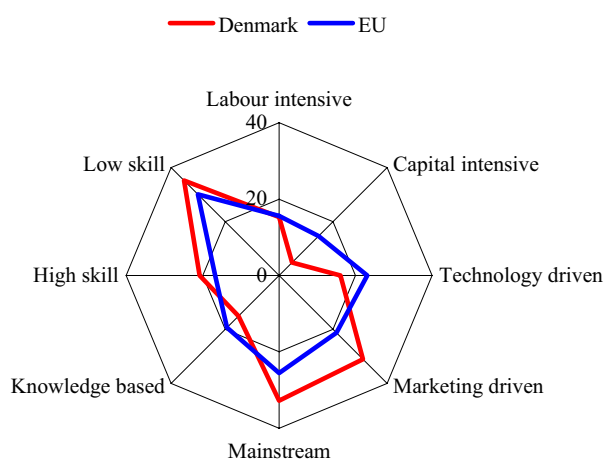 Denmark EU
Labour intensive
40
Low skill Capital intensive
20
High skill 0 Technology driven
Knowledge based Marketing driven
Mainstream